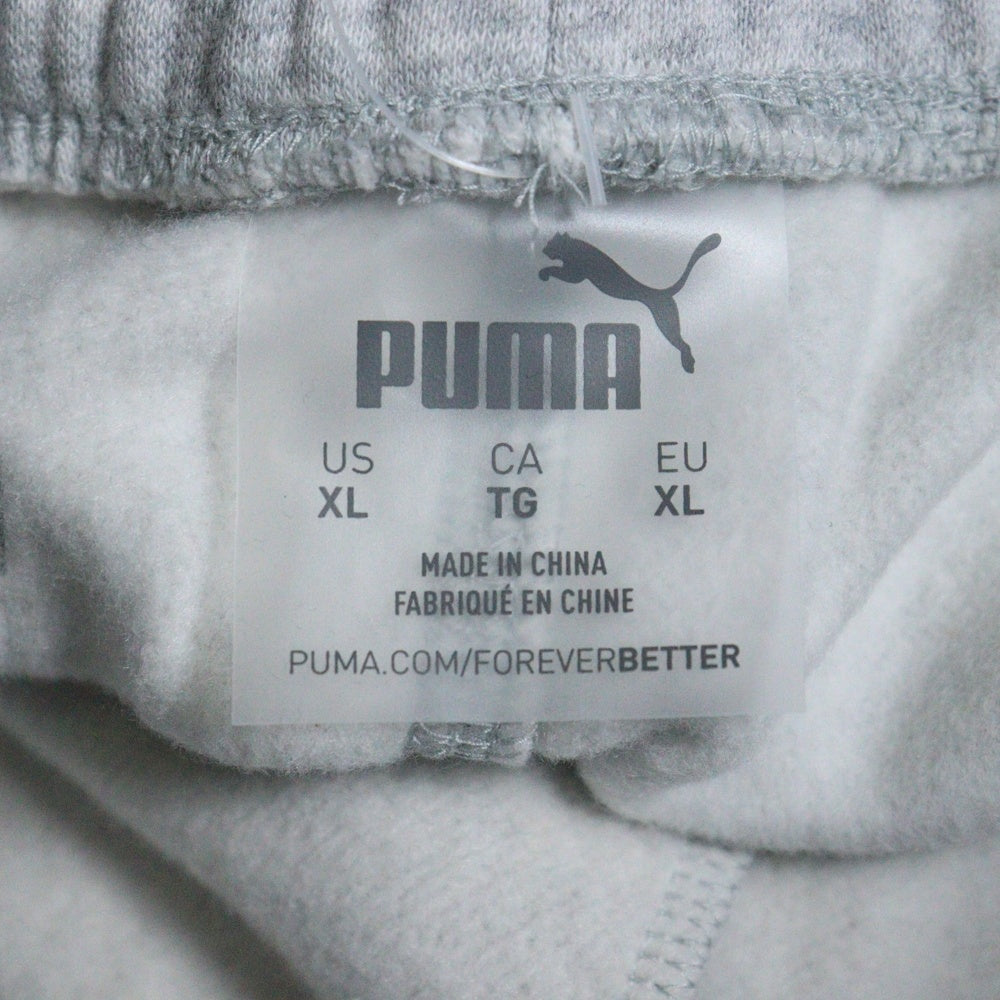 PUMA
US CA EU
XL TG XL
MADE IN CHINA
FABRIQUÉ EN CHINE
PUMA.COM/FOREVERBETTER